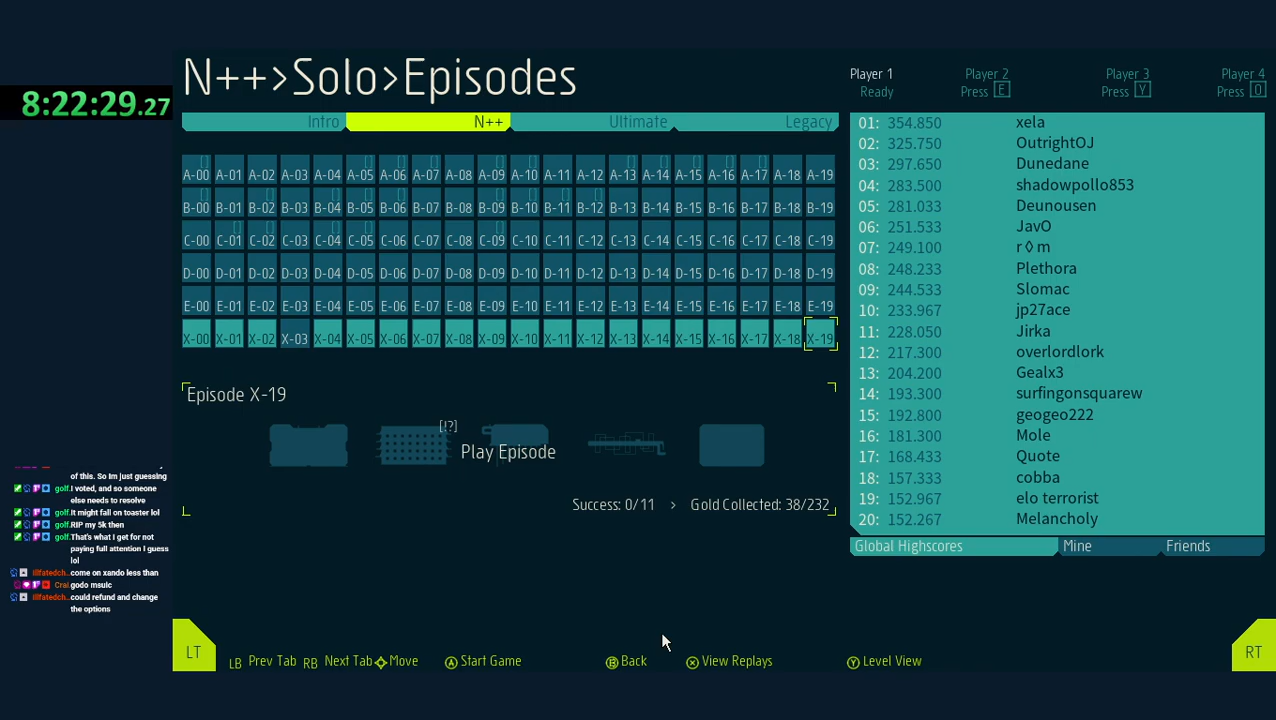 N++>Solo>Episodes
8:22:29.27
Player 1
Ready
Player 2
Press E
Player 3
Press Y
Player 4
Press O
Intro N++ Ultimate Legacy
A-00 A-01 A-02 A-03 A-04 A-05 A-06 A-07 A-08 A-09 A-10 A-11 A-12 A-13 A-14 A-15 A-16 A-17 A-18 A-19
B-00 B-01 B-02 B-03 B-04 B-05 B-06 B-07 B-08 B-09 B-10 B-11 B-12 B-13 B-14 B-15 B-16 B-17 B-18 B-19
C-00 C-01 C-02 C-03 C-04 C-05 C-06 C-07 C-08 C-09 C-10 C-11 C-12 C-13 C-14 C-15 C-16 C-17 C-18 C-19
D-00 D-01 D-02 D-03 D-04 D-05 D-06 D-07 D-08 D-09 D-10 D-11 D-12 D-13 D-14 D-15 D-16 D-17 D-18 D-19
E-00 E-01 E-02 E-03 E-04 E-05 E-06 E-07 E-08 E-09 E-10 E-11 E-12 E-13 E-14 E-15 E-16 E-17 E-18 E-19
X-00 X-01 X-02 X-03 X-04 X-05 X-06 X-07 X-08 X-09 X-10 X-11 X-12 X-13 X-14 X-15 X-16 X-17 X-18 X-19
01: 354.850 xela
02: 325.750 OutrightOJ
03: 297.650 Dunedane
04: 283.500 shadowpollo853
05: 281.033 Deunousen
06: 251.533 JavO
07: 249.100 r◊m
08: 248.233 Plethora
09: 244.533 Slomac
10: 233.967 jp27ace
11: 228.050 Jirka
12: 217.300 overlordlork
13: 204.200 Gealx3
14: 193.300 surfingonsquarew
15: 192.800 geogeo222
16: 181.300 Mole
17: 168.433 Quote
18: 157.333 cobba
19: 152.967 elo terrorist
20: 152.267 Melancholy
Global Highscores Mine Friends
Episode X-19
[!?]
Play Episode
Success: 0/11 > Gold Collected: 38/232
of this. So Im just guessing
golf. I voted, and so someone
else needs to resolve
golf. It might fall on toaster lol
golf. RIP my 5k then
golf. That's what I get for not
paying full attention I guess
lol
illfatedch.. come on xando less than
Crai godo msuic
illfatedch.. could refund and change
the options
LT LB Prev Tab RB Next Tab Move A Start Game B Back X View Replays Y Level View RT